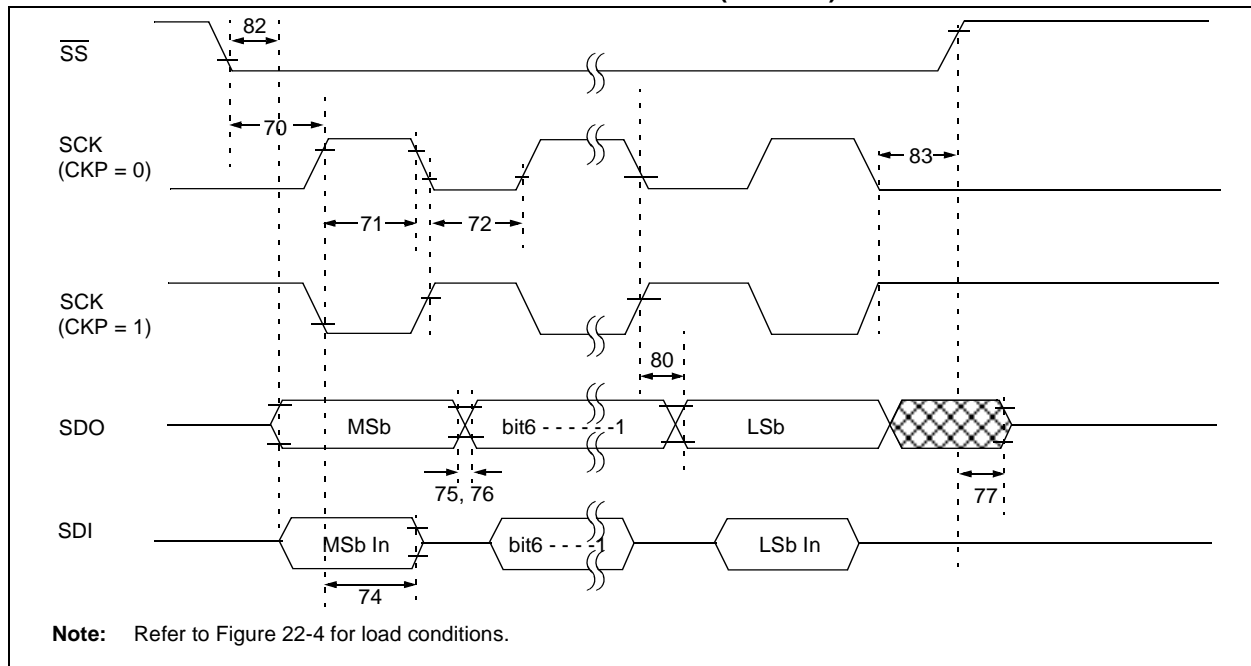 82
SS
70
SCK
(CKP = 0)
83
71
72
SCK
(CKP = 1)
80
SDO
MSb
bit6 - - - - - -1
LSb
75, 76
77
SDI
MSb In
bit6 - - - -1
LSb In
74
Note: Refer to Figure 22-4 for load conditions.